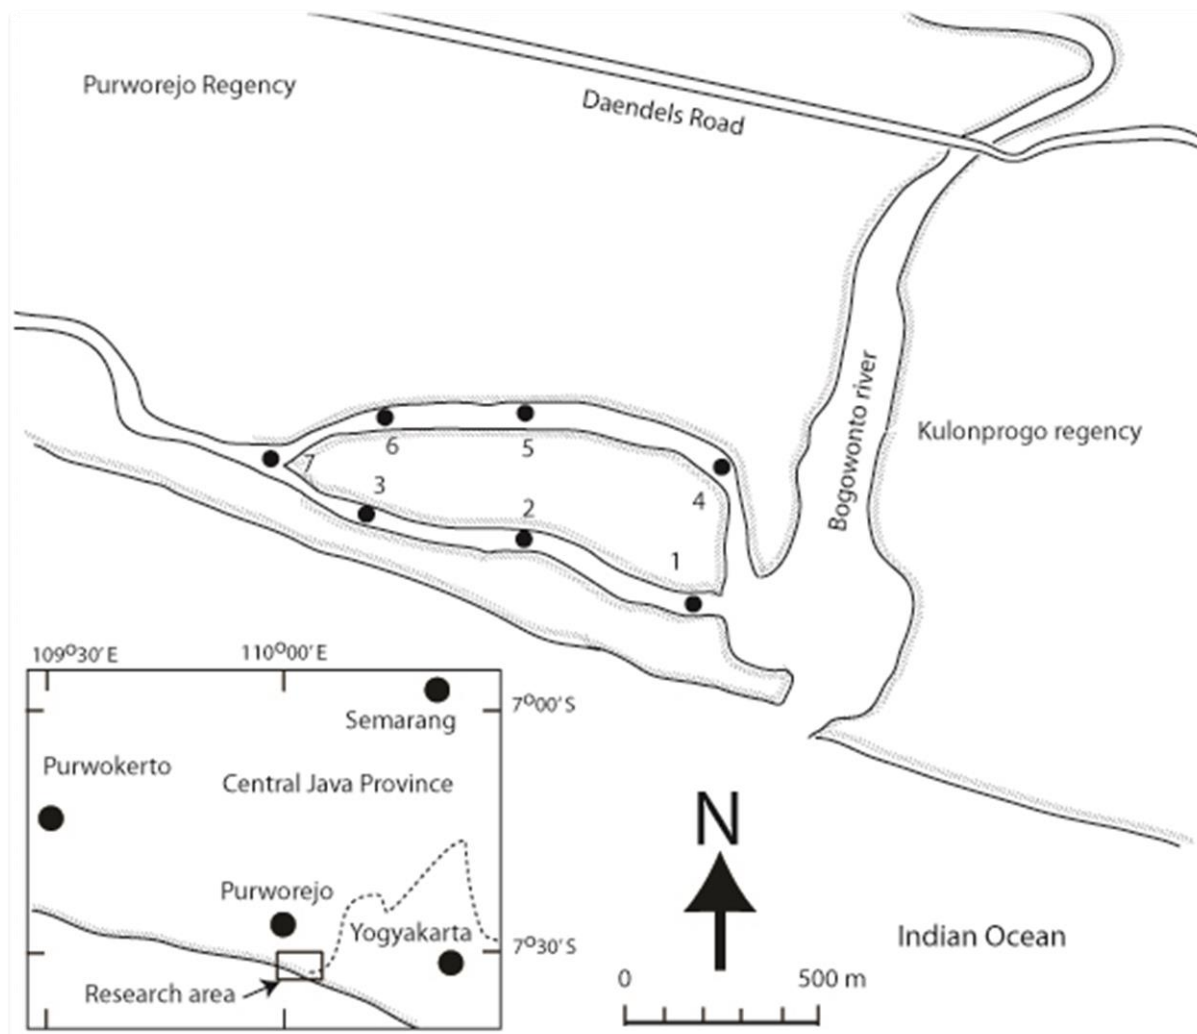 Purworejo Regency
Daendels Road
Bogowonto river
Kulonprogo regency
6
5
7
3
4
2
1
109°30' E
110°00' E
Semarang
7°00' S
Purwokerto
Central Java Province
Purworejo
Yogyakarta
7°30' S
Research area
N
Indian Ocean
0
500 m